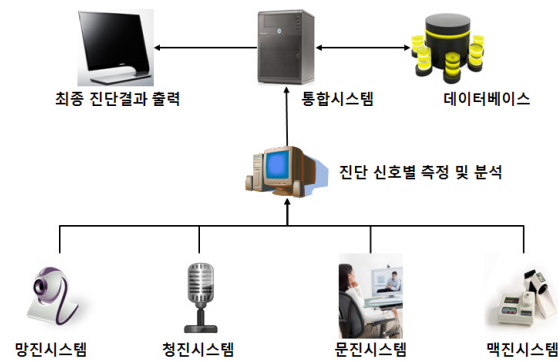 최종 진단결과 출력
통합시스템
데이터베이스
진단 신호별 측정 및 분석
망진시스템
청진시스템
문진시스템
맥진시스템